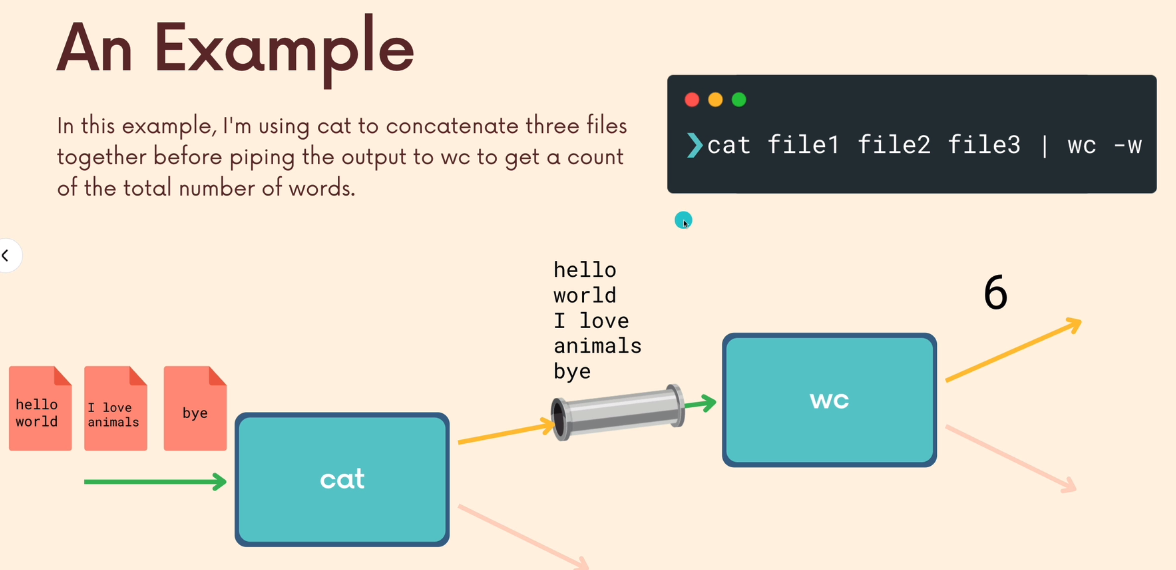 An Example
In this example, I'm using cat to concatenate three files
together before piping the output to wc to get a count
of the total number of words.
❯cat file1 file2 file3 | wc -w
hello
world
I love
animals
bye
6
hello
world
I love
animals
bye
cat
wc